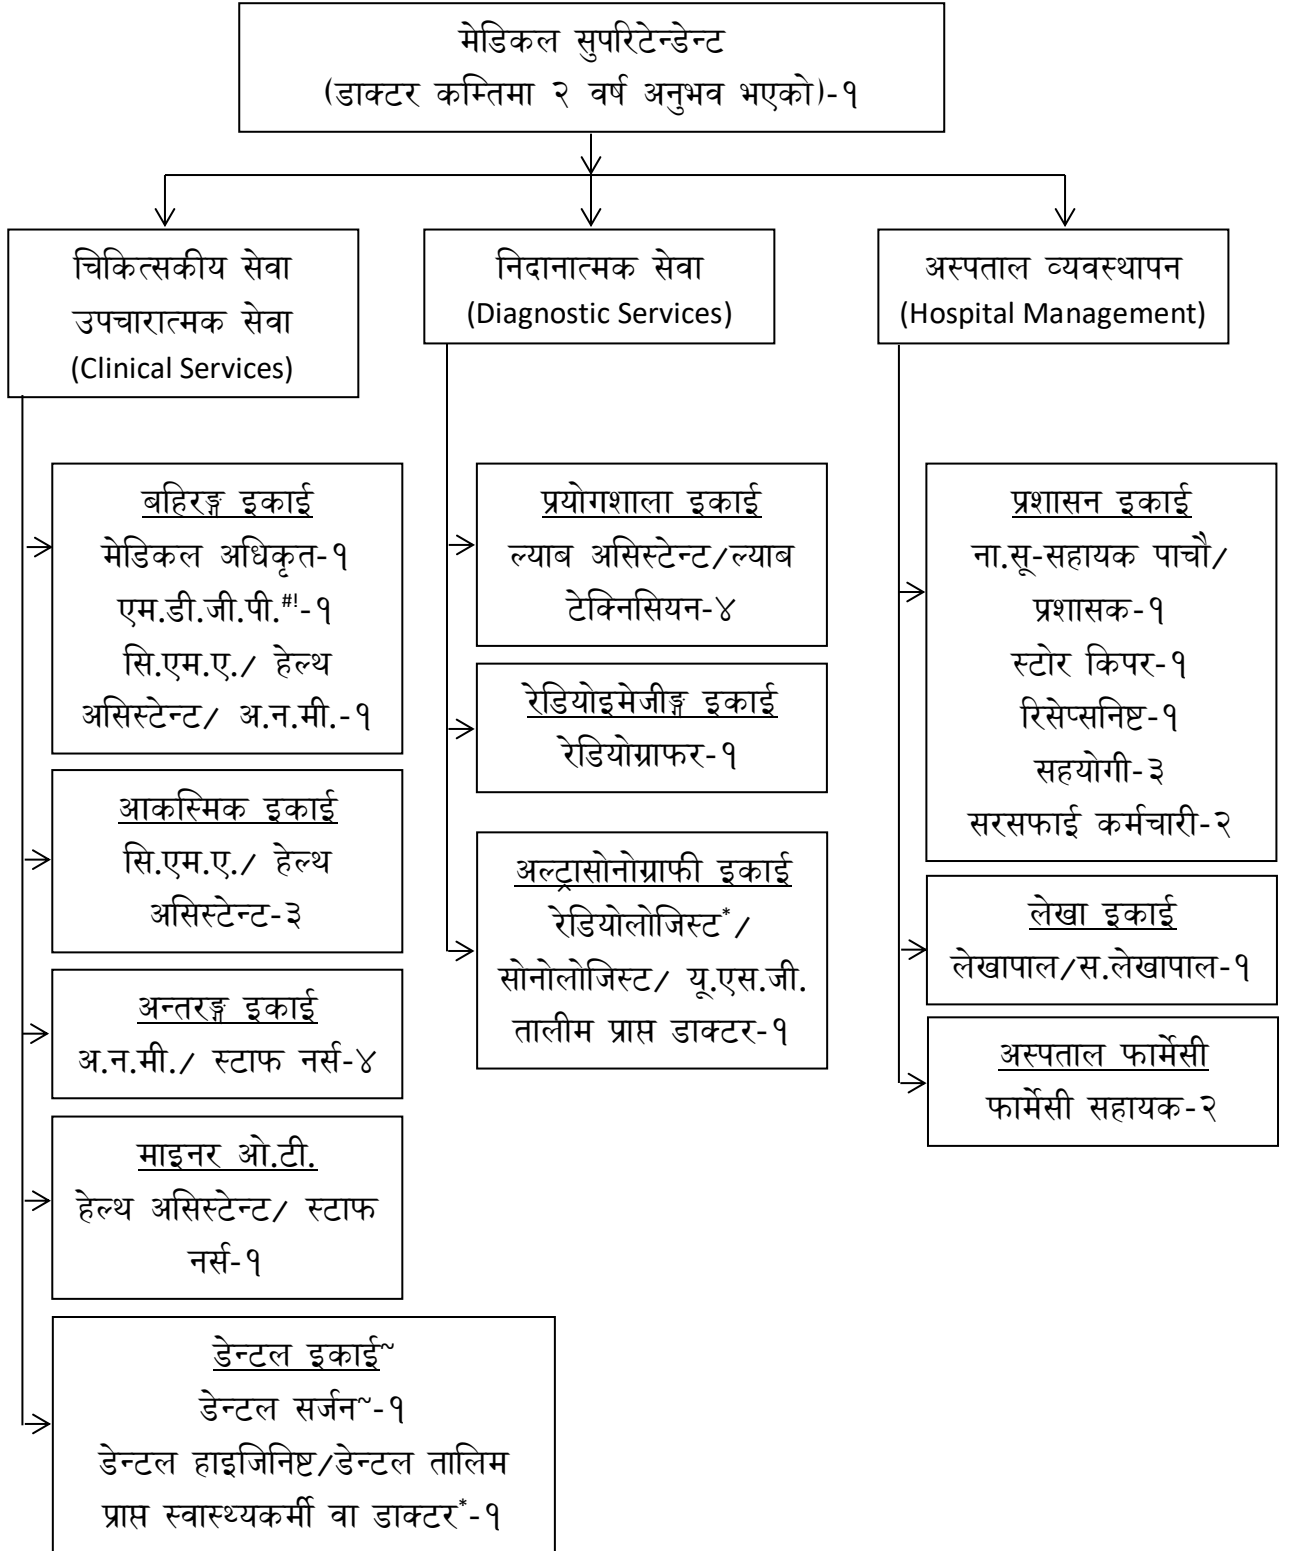 मेडिकल सुपरिटेन्डेन्ट
(डाक्टर कम्तिमा २ वर्ष अनुभव भएको)-१
चिकित्सकीय सेवा
उपचारात्मक सेवा
(Clinical Services)
निदानात्मक सेवा
(Diagnostic Services)
अस्पताल व्यवस्थापन
(Hospital Management)
बहिरङ्ग इकाई
मेडिकल अधिकृत-१
एम.डी.जी.पी.#!-१
सि.एम.ए./ हेल्थ
असिस्टेन्ट/ अ.न.मी.-१
आकस्मिक इकाई
सि.एम.ए./ हेल्थ
असिस्टेन्ट-३
अन्तरङ्ग इकाई
अ.न.मी./ स्टाफ नर्स-४
माइनर ओ.टी.
हेल्थ असिस्टेन्ट/ स्टाफ
नर्स-१
डेन्टल इकाई~
डेन्टल सर्जन~-१
डेन्टल हाइजिनिष्ट/डेन्टल तालिम
प्राप्त स्वास्थ्यकर्मी वा डाक्टर*-१
प्रयोगशाला इकाई
ल्याब असिस्टेन्ट/ल्याब
टेक्निसियन-४
रेडियोइमेजीङ्ग इकाई
रेडियोग्राफर-१
अल्ट्रासोनोग्राफी इकाई
रेडियोलोजिस्ट*/
सोनोलोजिस्ट/ यू.एस.जी.
तालीम प्राप्त डाक्टर-१
प्रशासन इकाई
ना.सू-सहायक पाचौ/
प्रशासक-१
स्टोर किपर-१
रिसेप्सनिष्ट-१
सहयोगी-३
सरसफाई कर्मचारी-२
लेखा इकाई
लेखापाल/स.लेखापाल-१
अस्पताल फार्मेसी
फार्मेसी सहायक-२